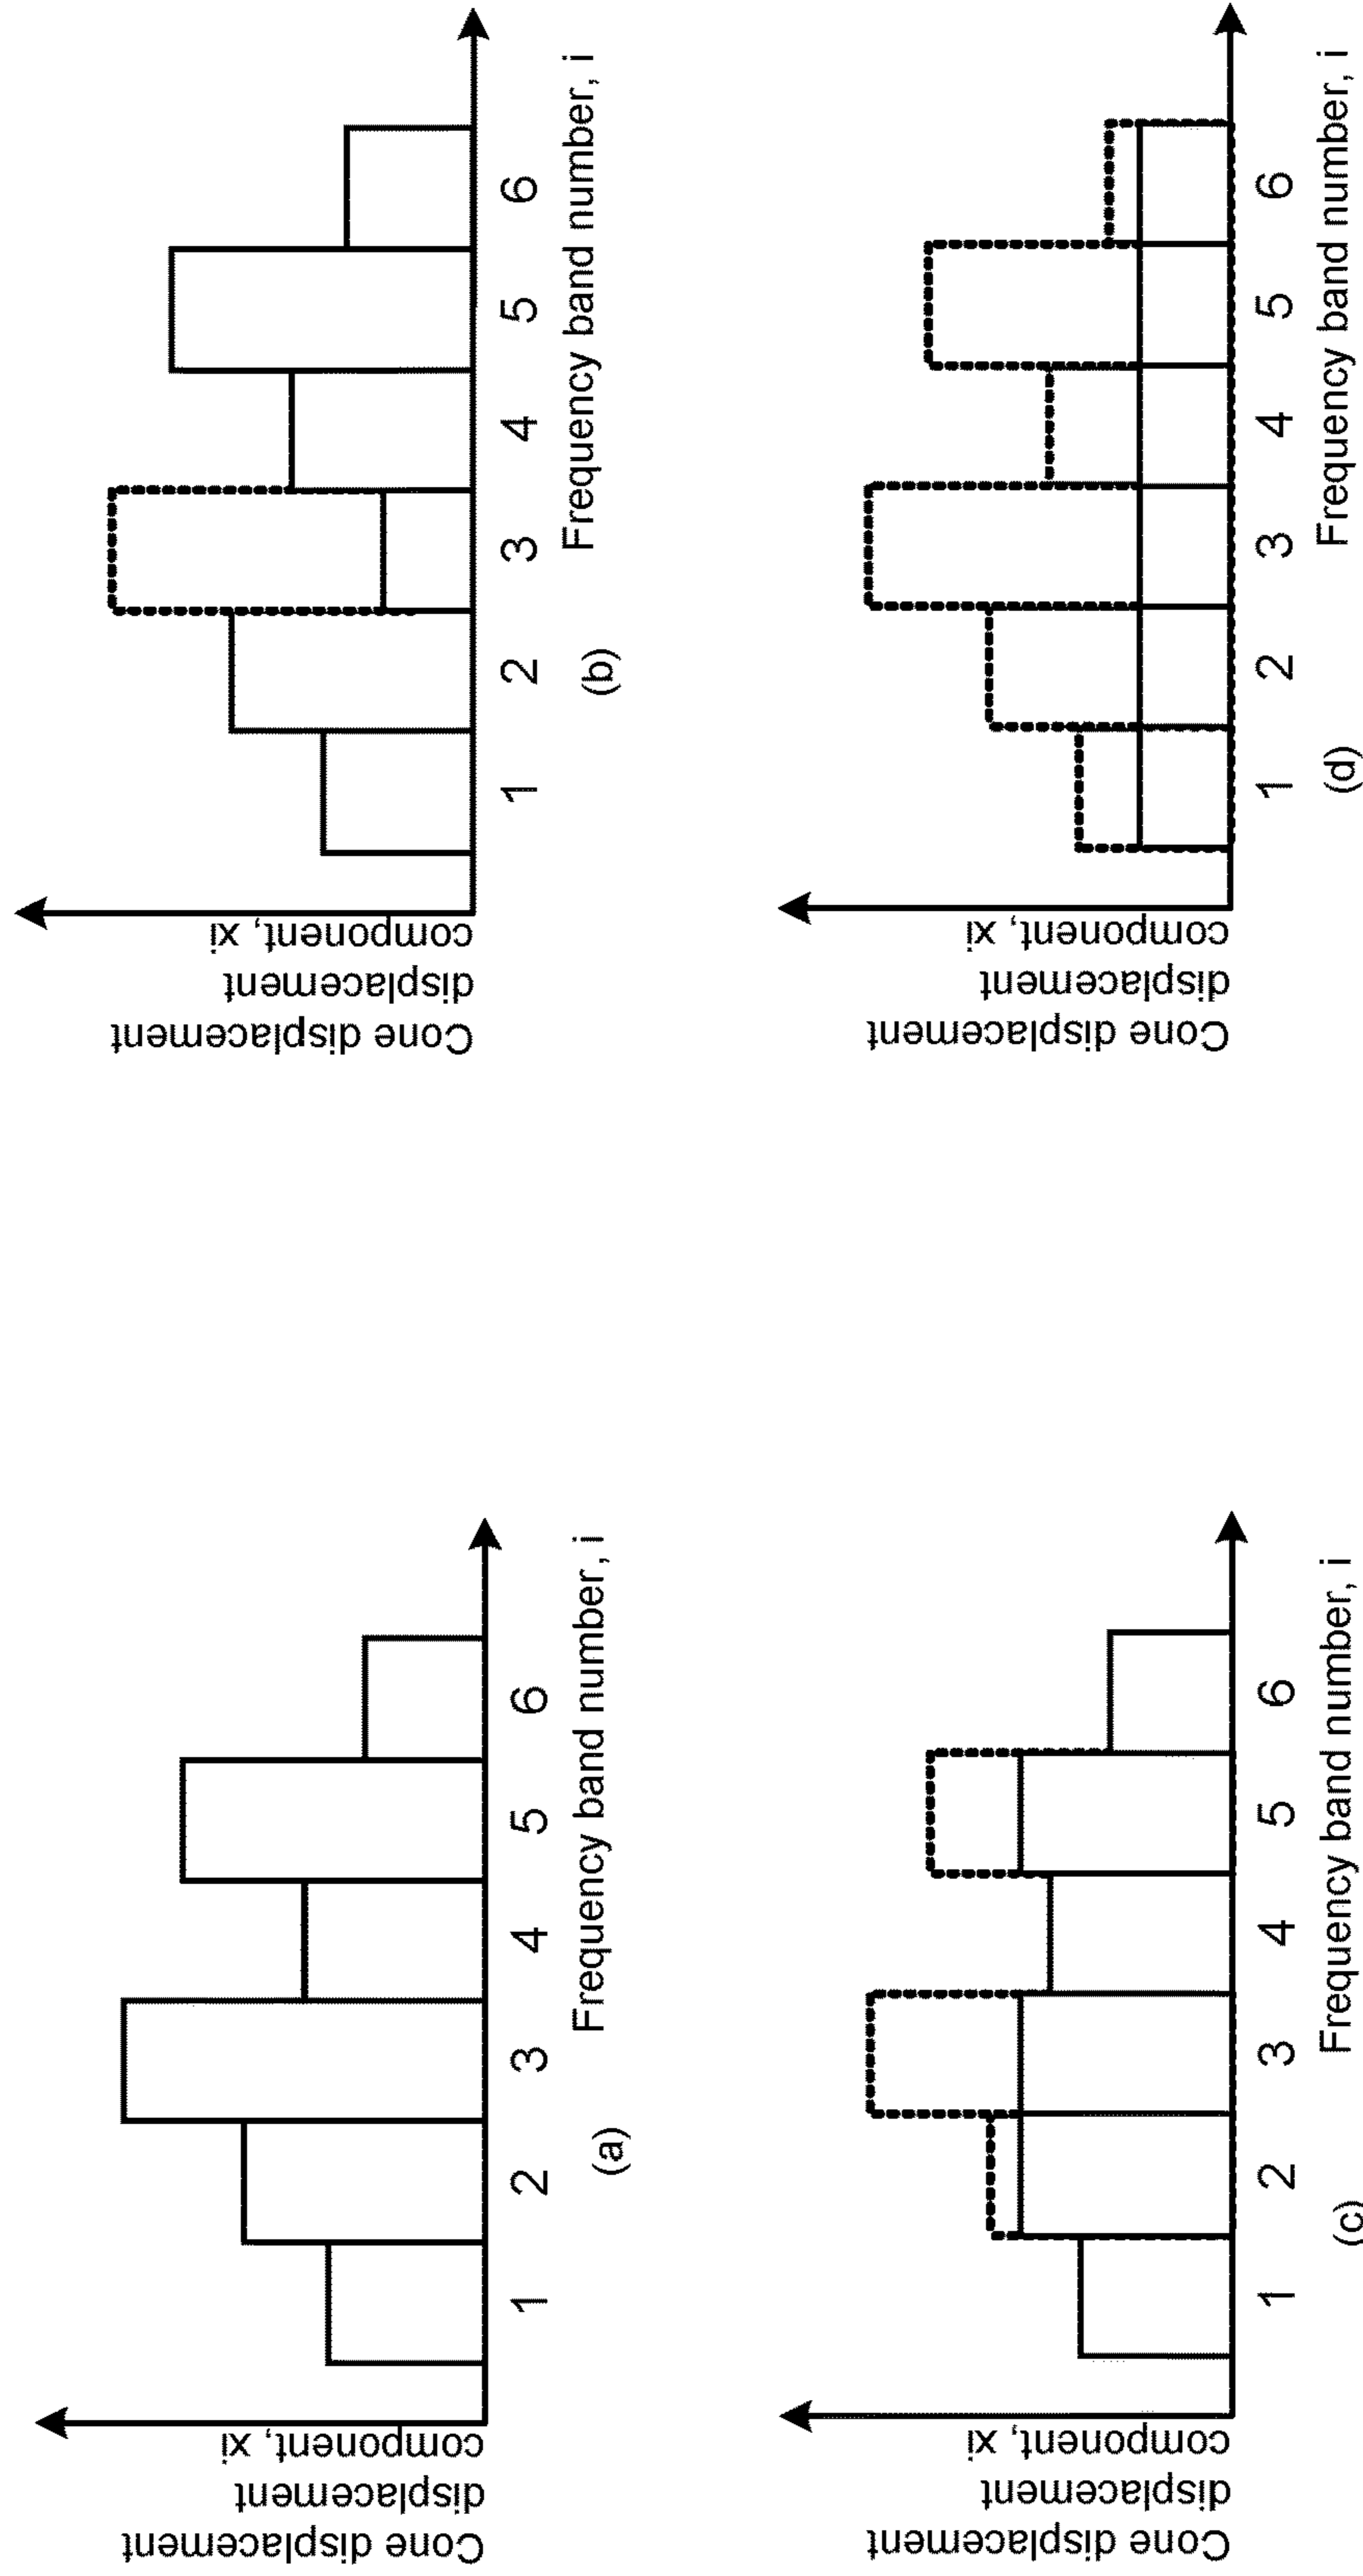 Cone displacement
displacement
component, xi
1 2 3 4 5 6
Frequency band number, i
(a)
Cone displacement
displacement
component, xi
1 2 3 4 5 6
Frequency band number, i
(b)
Cone displacement
displacement
component, xi
1 2 3 4 5 6
Frequency band number, i
(c)
Cone displacement
displacement
component, xi
1 2 3 4 5 6
Frequency band number, i
(d)